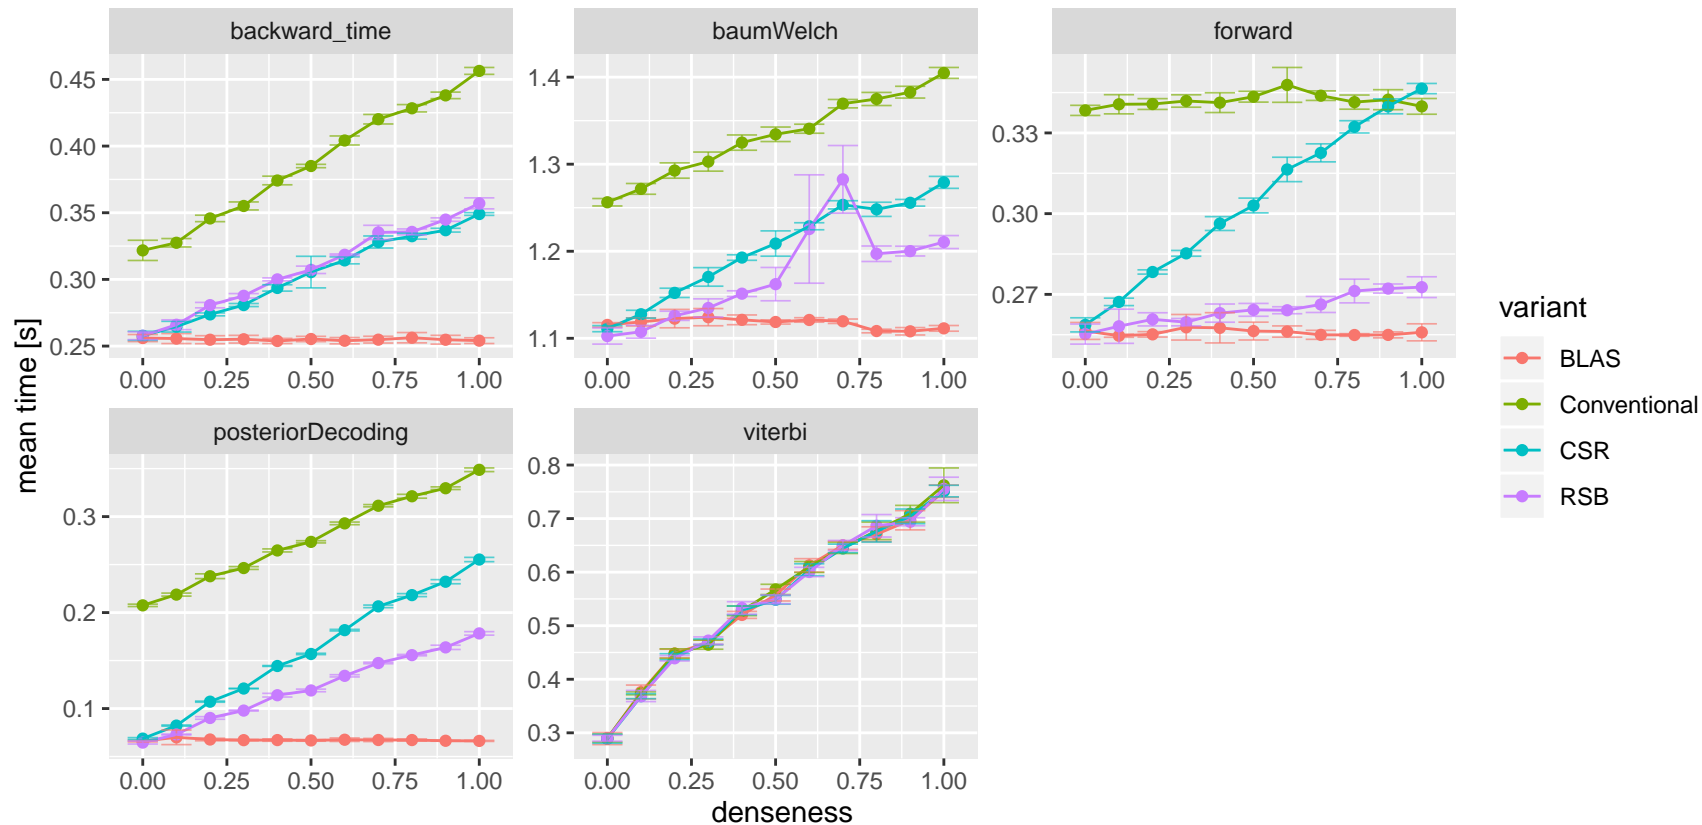 backward_time
baumWelch
forward
0.45
0.40
0.35
0.30
0.25
1.4
1.3
1.2
1.1
0.33
0.30
0.27
0.00 0.25 0.50 0.75 1.00
0.00 0.25 0.50 0.75 1.00
0.00 0.25 0.50 0.75 1.00
mean time [s]
posteriorDecoding
viterbi
0.3
0.2
0.1
0.8
0.7
0.6
0.5
0.4
0.3
0.00 0.25 0.50 0.75 1.00
0.00 0.25 0.50 0.75 1.00
denseness
variant
BLAS
Conventional
CSR
RSB